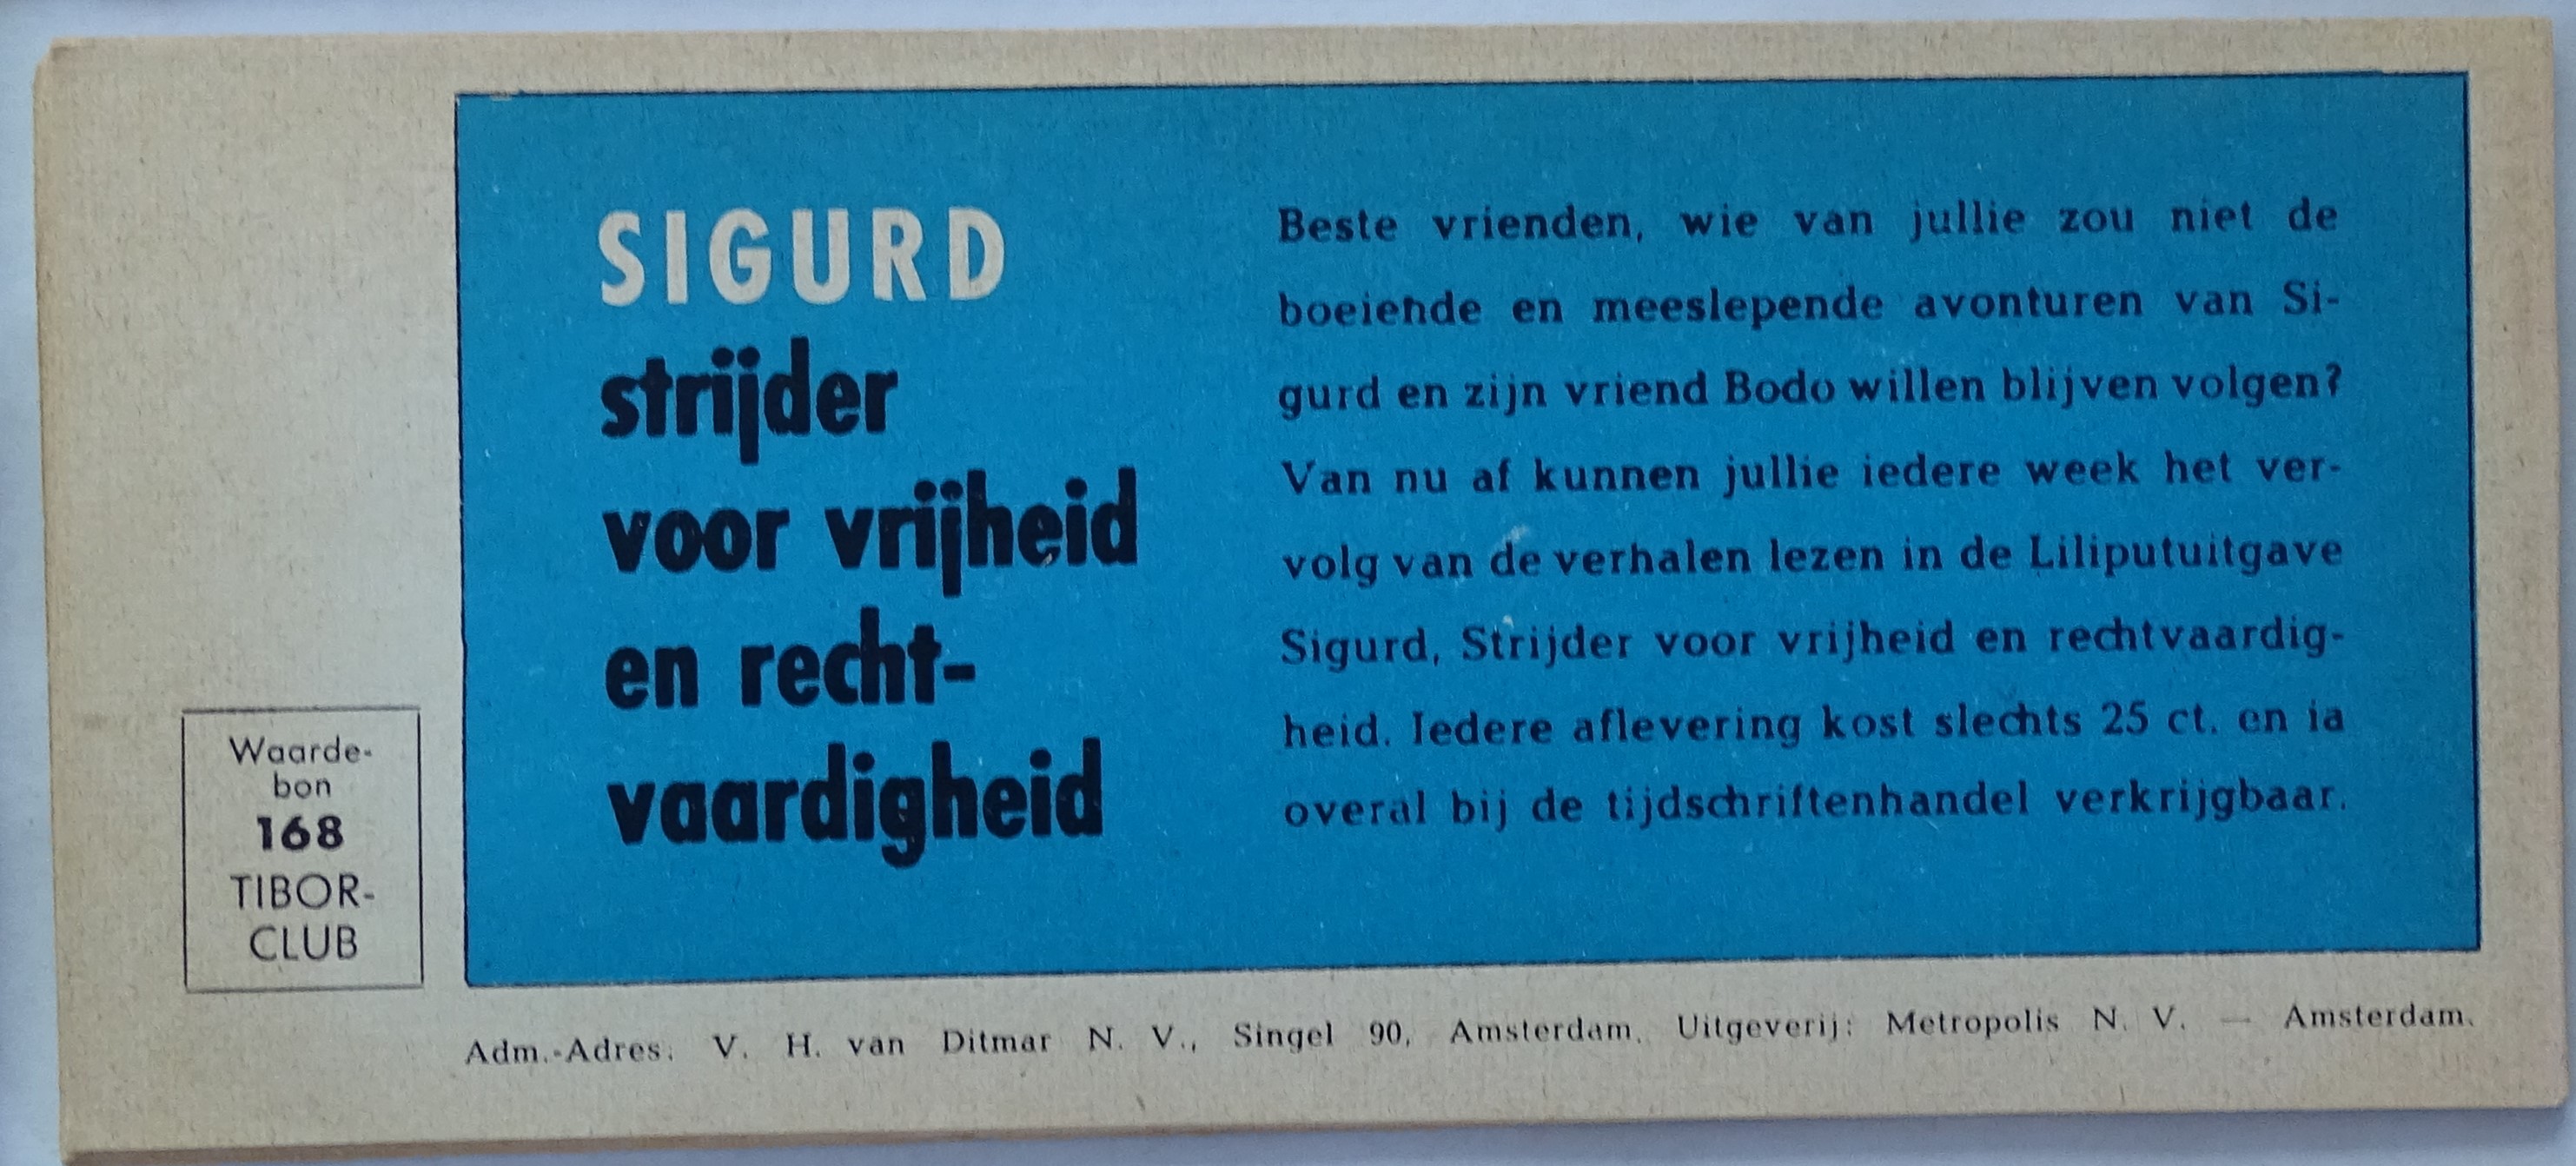 SIGURD
strijder
voor vrijheid
en recht-
vaardigheid
Beste vrienden, wie van jullie zou niet de
boeiende en meeslepende avonturen van Si-
gurd en zijn vriend Bodo willen blijven volgen?
Van nu af kunnen jullie iedere week het ver-
volg van de verhalen lezen in de Liliputuitgave
Sigurd, Strijder voor vrijheid en rechtvaardig-
heid. Iedere aflevering kost slechts 25 ct. en ia
overal bij de tijdschriftenhandel verkrijgbaar.
Waarde-
bon
168
TIBOR-
CLUB
Adm.-Adres: V. H. van Ditmar N. V., Singel 90, Amsterdam. Uitgeverij: Metropolis N. V. — Amsterdam.